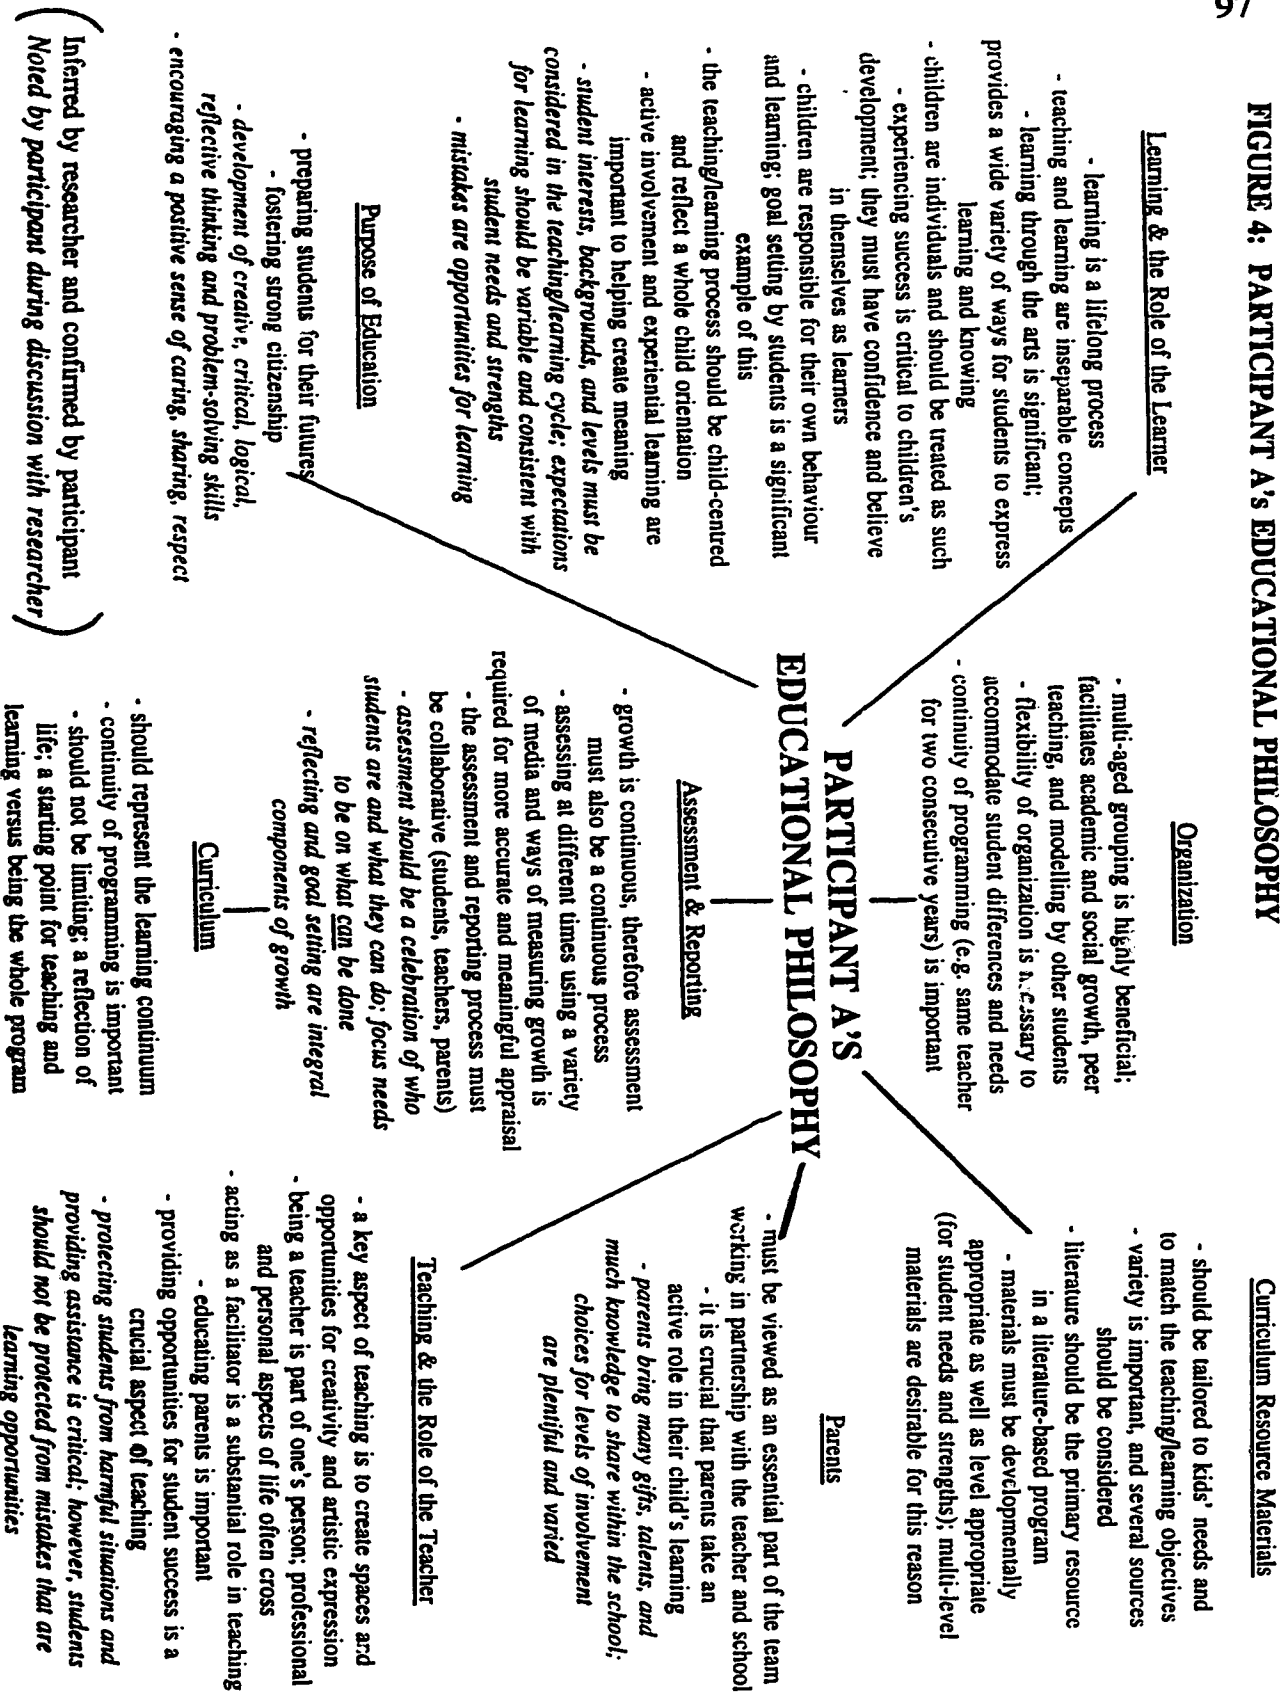 97
FIGURE 4: PARTICIPANT A's EDUCATIONAL PHILOSOPHY
Learning & the Role of the Learner
- learning is a lifelong process
- teaching and learning are inseparable concepts
- learning through the arts is significant;
provides a wide variety of ways for students to express
learning and knowing
- children are individuals and should be treated as such
- experiencing success is critical to children's
development; they must have confidence and believe
in themselves as learners
- children are responsible for their own behaviour
and learning; goal setting by students is a significant
example of this
- the teaching/learning process should be child-centred
and reflect a whole child orientation
- active involvement and experiential learning are
important to helping create meaning
- student interests, backgrounds, and levels must be
considered in the teaching/learning cycle; expectations
for learning should be variable and consistent with
student needs and strengths
- mistakes are opportunities for learning
Purpose of Education
- preparing students for their futures
- fostering strong citizenship
- development of creative, critical, logical,
reflective thinking and problem-solving skills
- encouraging a positive sense of caring, sharing, respect
(Inferred by researcher and confirmed by participant
Noted by participant during discussion with researcher)
Organization
- multi-aged grouping is highly beneficial;
facilitates academic and social growth, peer
teaching, and modelling by other students
- flexibility of organization is necessary to
accommodate student differences and needs
- continuity of programming (e.g. same teacher
for two consecutive years) is important
PARTICIPANT A'S
EDUCATIONAL PHILOSOPHY
Assessment & Reporting
- growth is continuous, therefore assessment
must also be a continuous process
- assessing at different times using a variety
of media and ways of measuring growth is
required for more accurate and meaningful appraisal
- the assessment and reporting process must
be collaborative (students, teachers, parents)
- assessment should be a celebration of who
students are and what they can do; focus needs
to be on what can be done
- reflecting and goal setting are integral
components of growth
Curriculum
- should represent the learning continuum
- continuity of programming is important
- should not be limiting; a reflection of
life; a starting point for teaching and
learning versus being the whole program
Curriculum Resource Materials
- should be tailored to kids' needs and
to match the teaching/learning objectives
- variety is important, and several sources
should be considered
- literature should be the primary resource
in a literature-based program
- materials must be developmentally
appropriate as well as level appropriate
(for student needs and strengths); multi-level
materials are desirable for this reason
Parents
- must be viewed as an essential part of the team
working in partnership with the teacher and school
- it is crucial that parents take an
active role in their child's learning
- parents bring many gifts, talents, and
much knowledge to share within the school;
choices for levels of involvement
are plentiful and varied
Teaching & the Role of the Teacher
- a key aspect of teaching is to create spaces and
opportunities for creativity and artistic expression
- being a teacher is part of one's person; professional
and personal aspects of life often cross
- acting as a facilitator is a substantial role in teaching
- educating parents is important
- providing opportunities for student success is a
crucial aspect of teaching
- protecting students from harmful situations and
providing assistance is critical; however, students
should not be protected from mistakes that are
learning opportunities